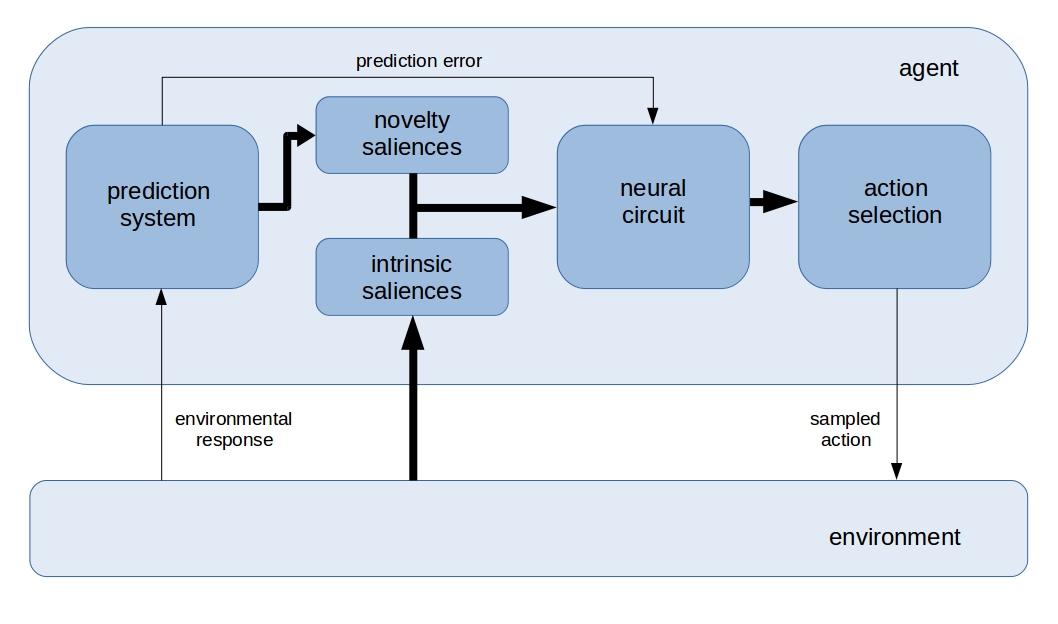 prediction error
agent
novelty
saliences
prediction
system
neural
circuit
action
selection
intrinsic
saliences
environmental
response
sampled
action
environment